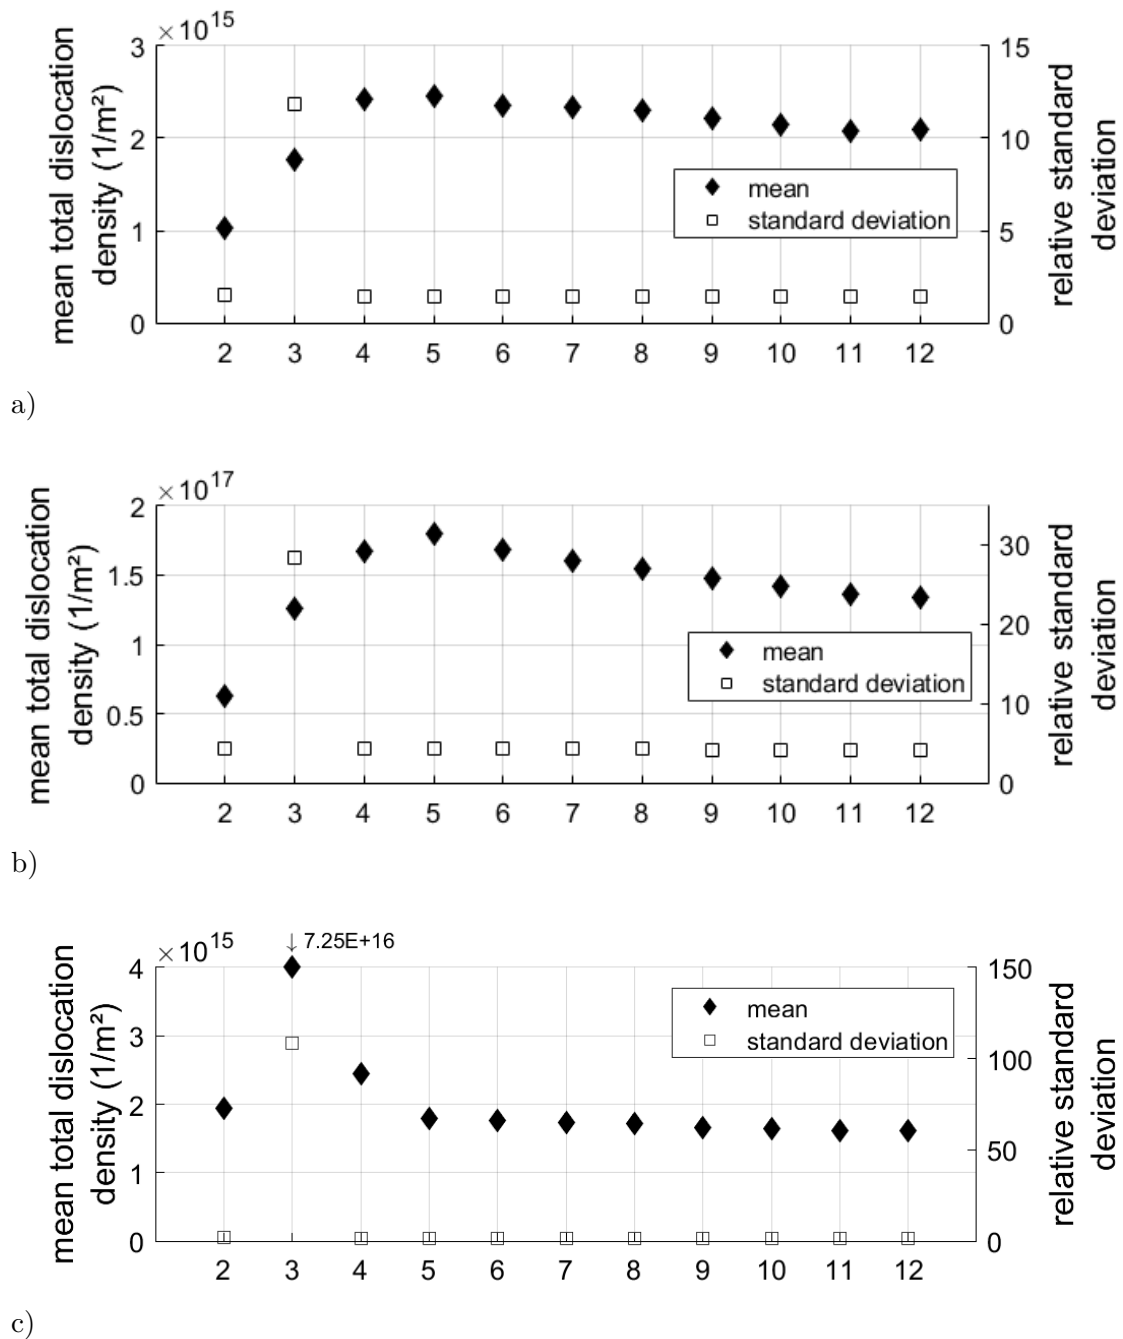 ×10¹⁵
3
2
1
0
mean total dislocation
density (1/m²)
15
10
5
0
relative standard
deviation
mean
standard deviation
2 3 4 5 6 7 8 9 10 11 12
a)
×10¹⁷
2
1.5
1
0.5
0
mean total dislocation
density (1/m²)
30
20
10
0
relative standard
deviation
mean
standard deviation
2 3 4 5 6 7 8 9 10 11 12
b)
×10¹⁵
↓ 7.25E+16
4
3
2
1
0
mean total dislocation
density (1/m²)
150
100
50
0
relative standard
deviation
mean
standard deviation
2 3 4 5 6 7 8 9 10 11 12
c)